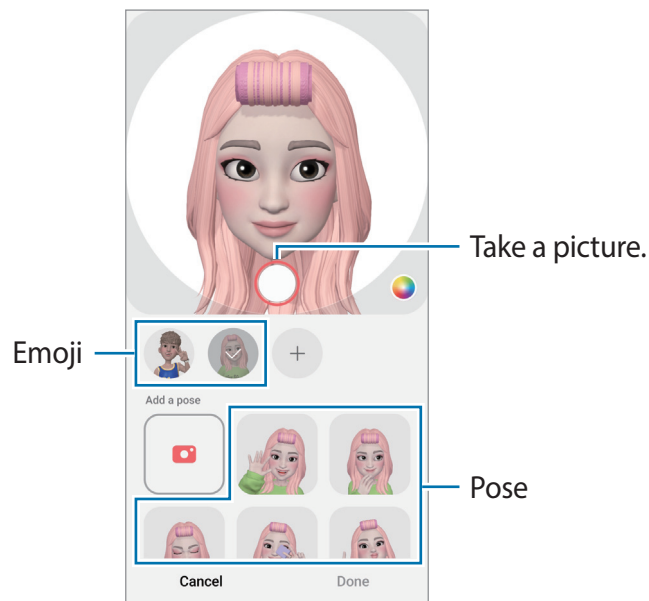 Take a picture.
Emoji
Add a pose
Pose
Cancel
Done